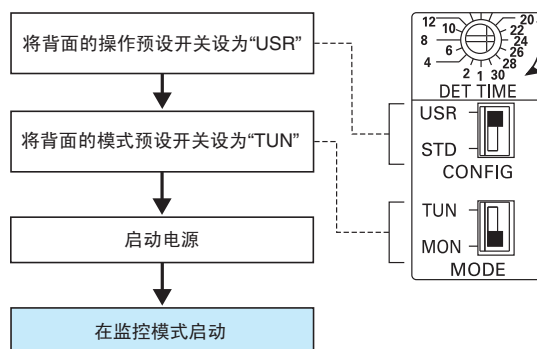 将背面的操作预设开关设为“USR”
将背面的模式预设开关设为“TUN”
启动电源
在监控模式启动
12
10
8
6
4
2
1
30
28
26
24
22
20
DET TIME
USR
STD
CONFIG
TUN
MON
MODE